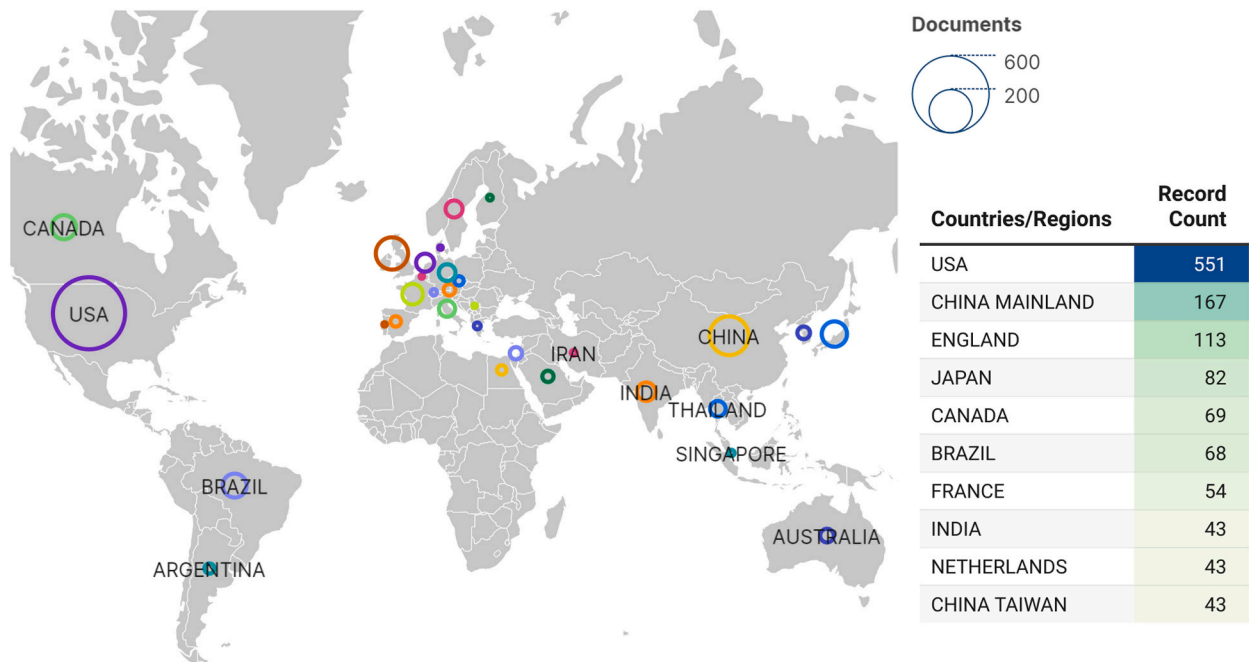 Documents
600
200
CANADA
USA
CHINA
IRAN
INDIA
THAILAND
SINGAPORE
BRAZIL
AUSTRALIA
ARGENTINA
Countries/Regions Record Count
USA 551
CHINA MAINLAND 167
ENGLAND 113
JAPAN 82
CANADA 69
BRAZIL 68
FRANCE 54
INDIA 43
NETHERLANDS 43
CHINA TAIWAN 43